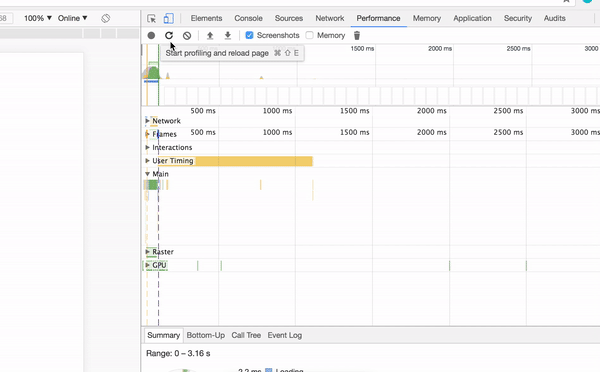 68 100% ▼ Online ▼
Elements Console Sources Network Performance Memory Application Security Audits
Screenshots Memory
Start profiling and reload page ⌘ ⇧ E
1500 ms 2000 ms 2500 ms 3000
500 ms 1000 ms 1500 ms 2000 ms 2500 ms 3000 ms
Network
Frames 500 ms 1000 ms 1500 ms 2000 ms 2500 ms 3000 ms
Interactions
User Timing
Main
Raster
GPU
Summary Bottom-Up Call Tree Event Log
Range: 0 – 3.16 s
2.2 ms Loading